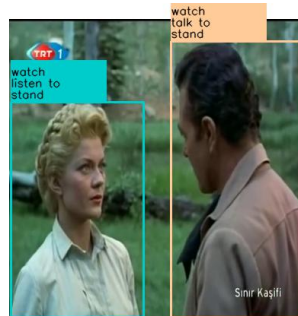 watch
talk to
stand
TRT 1
watch
listen to
stand
Sınır Kaşifi